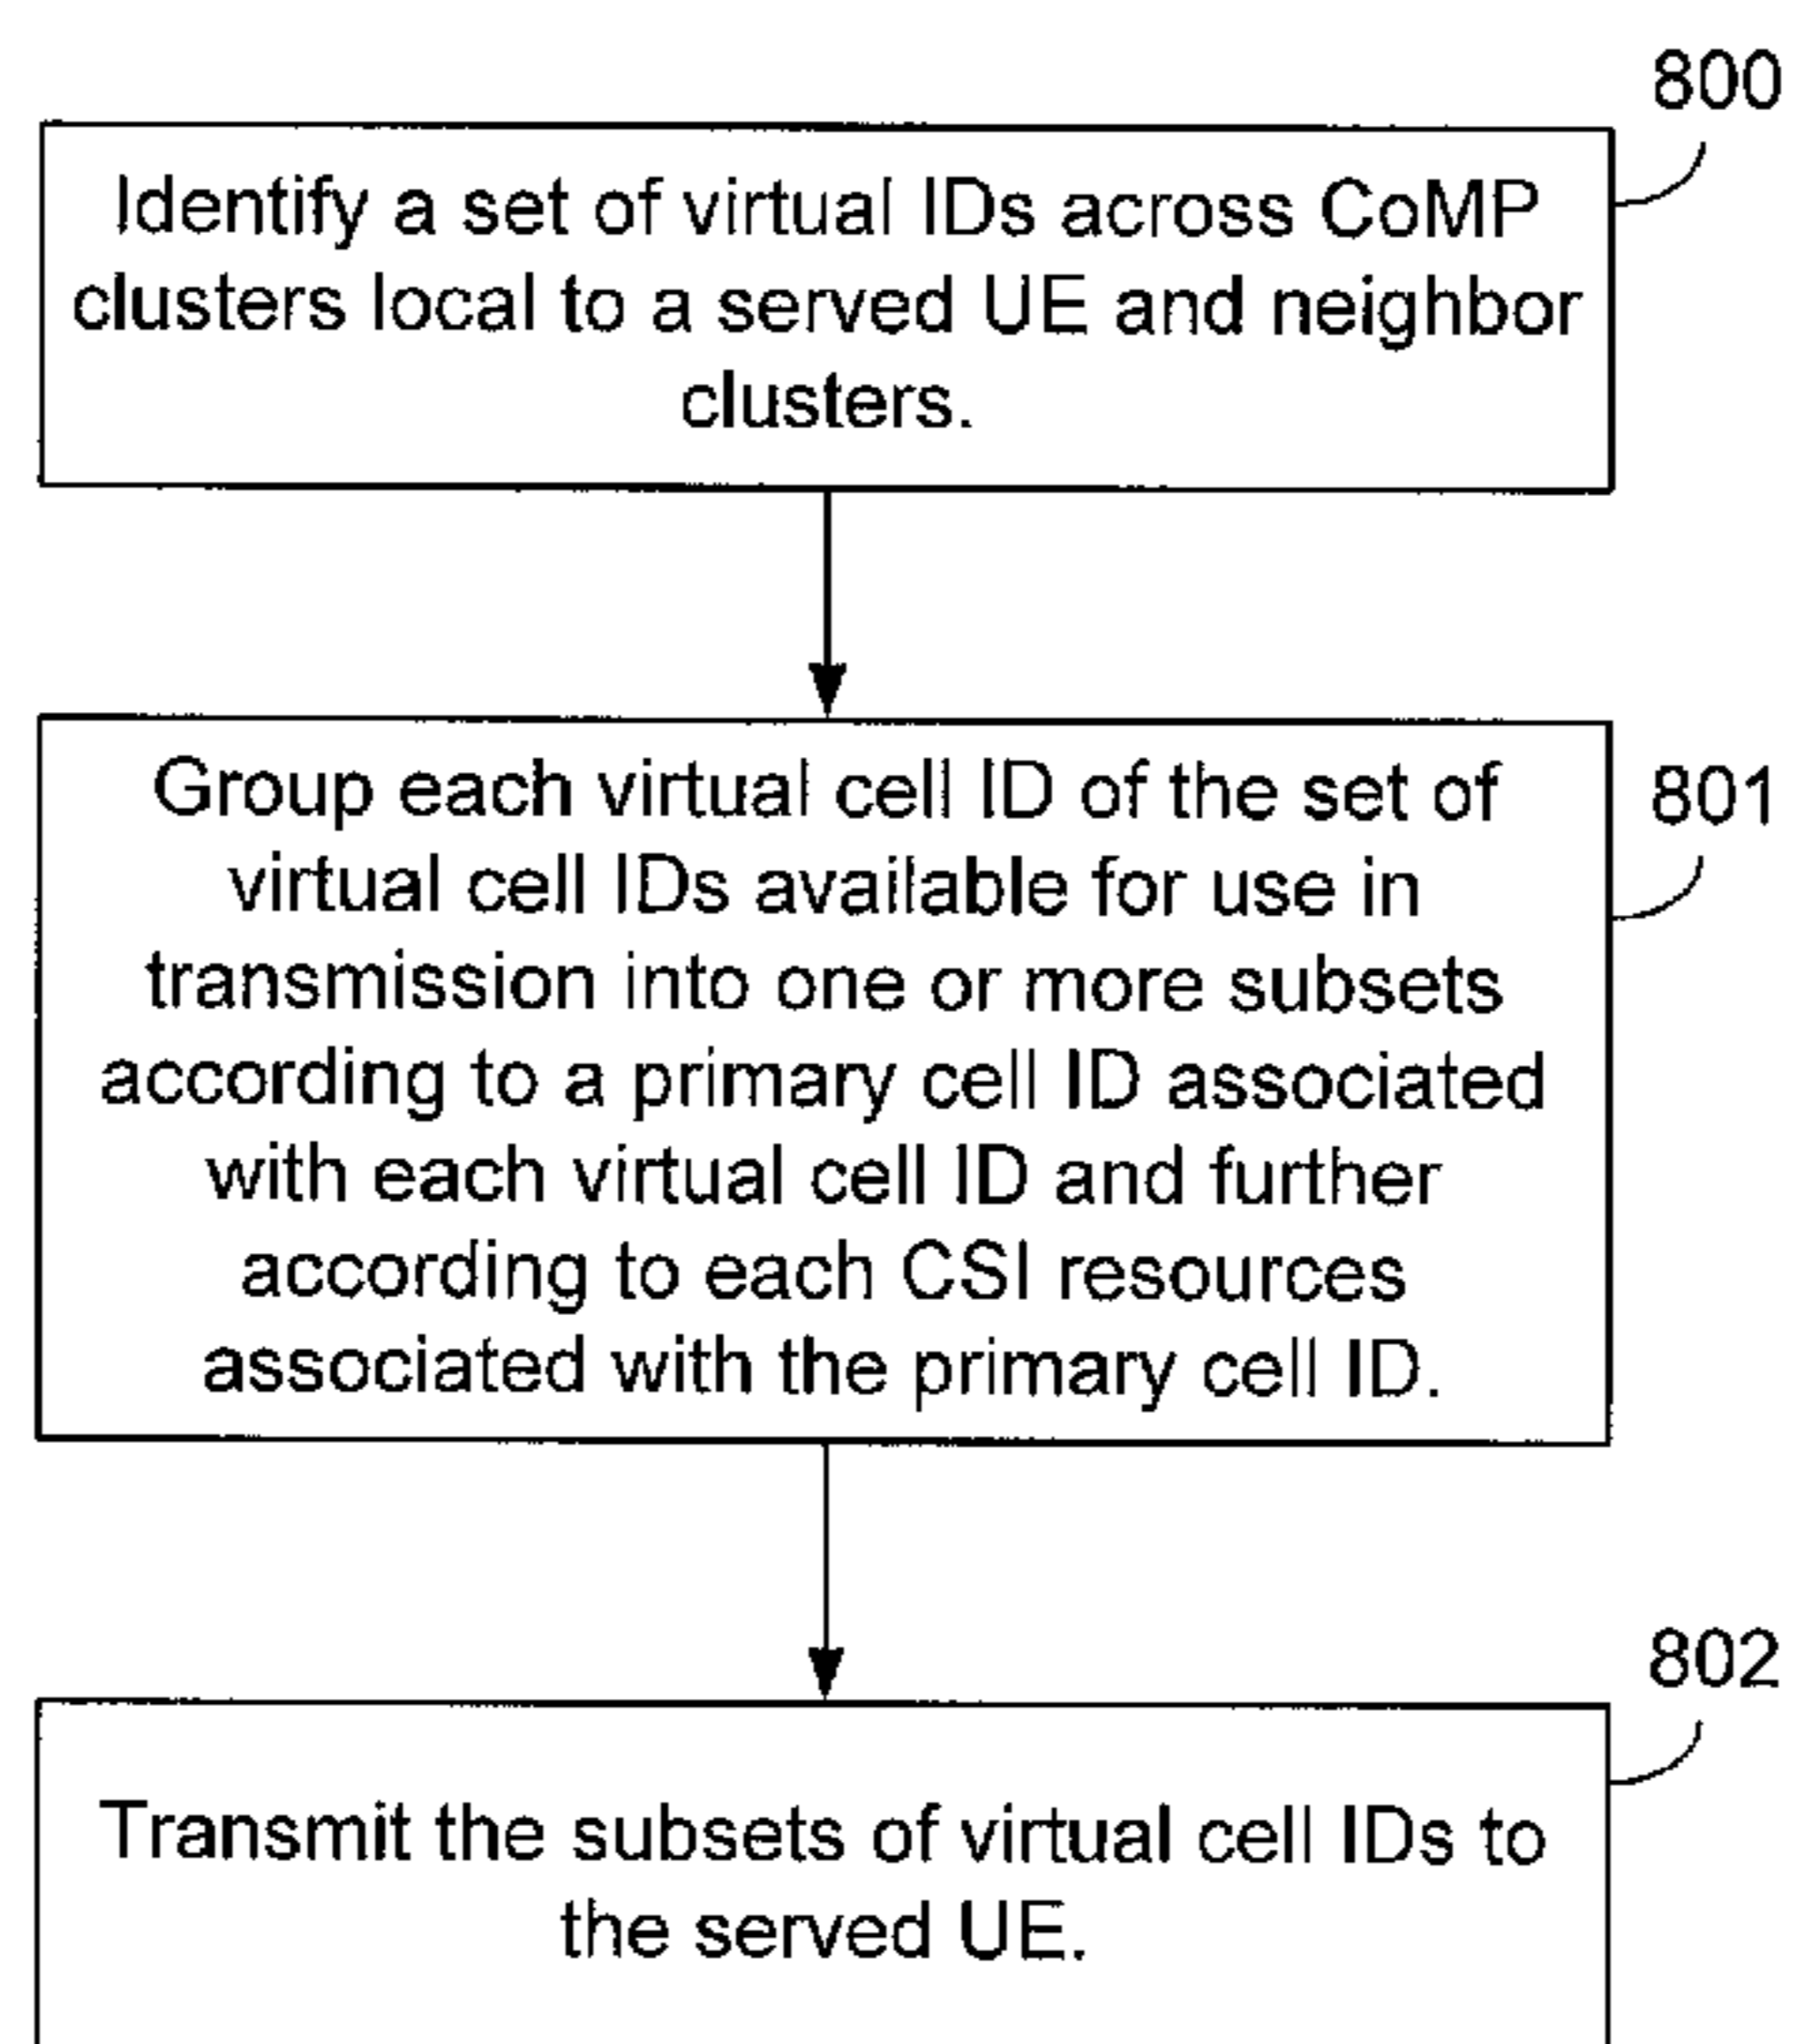 800
Identify a set of virtual IDs across CoMP
clusters local to a served UE and neighbor
clusters.
801
Group each virtual cell ID of the set of
virtual cell IDs available for use in
transmission into one or more subsets
according to a primary cell ID associated
with each virtual cell ID and further
according to each CSI resources
associated with the primary cell ID.
802
Transmit the subsets of virtual cell IDs to
the served UE.